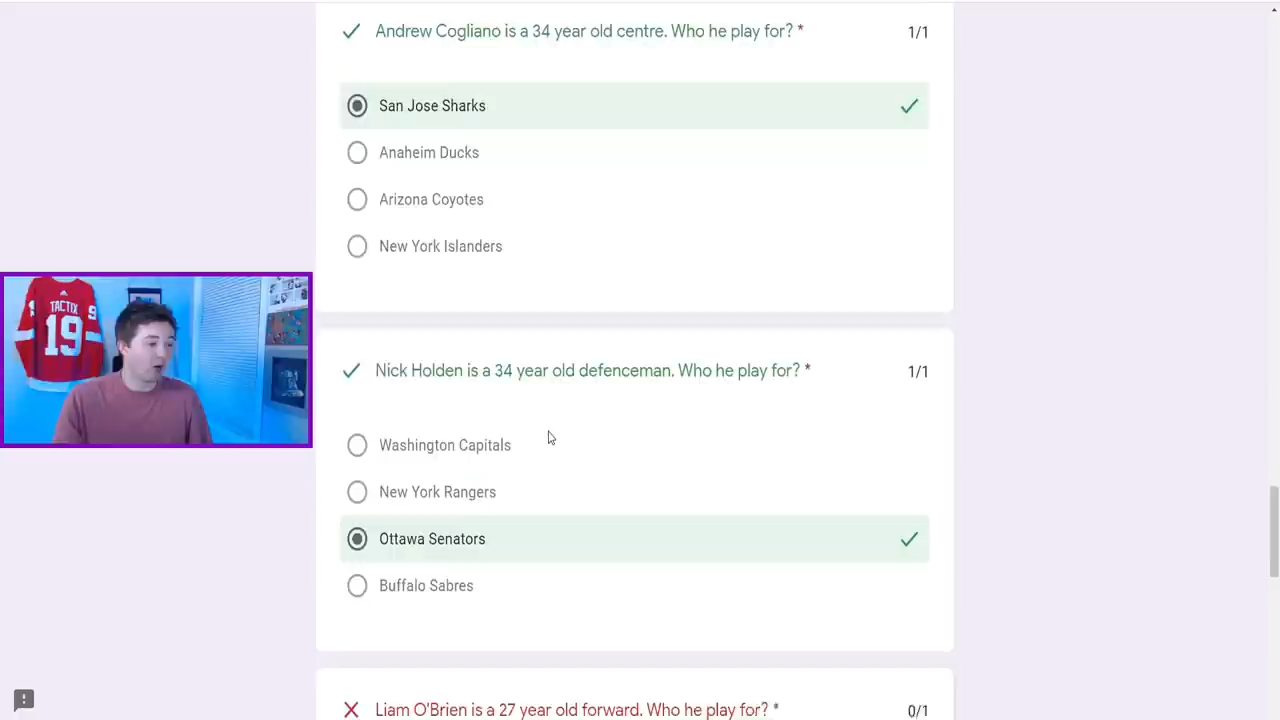 Andrew Cogliano is a 34 year old centre. Who he play for? *
1/1
San Jose Sharks
Anaheim Ducks
Arizona Coyotes
New York Islanders
TACTIX
19
9
Nick Holden is a 34 year old defenceman. Who he play for? *
1/1
Washington Capitals
New York Rangers
Ottawa Senators
Buffalo Sabres
Liam O'Brien is a 27 year old forward. Who he play for? *
0/1